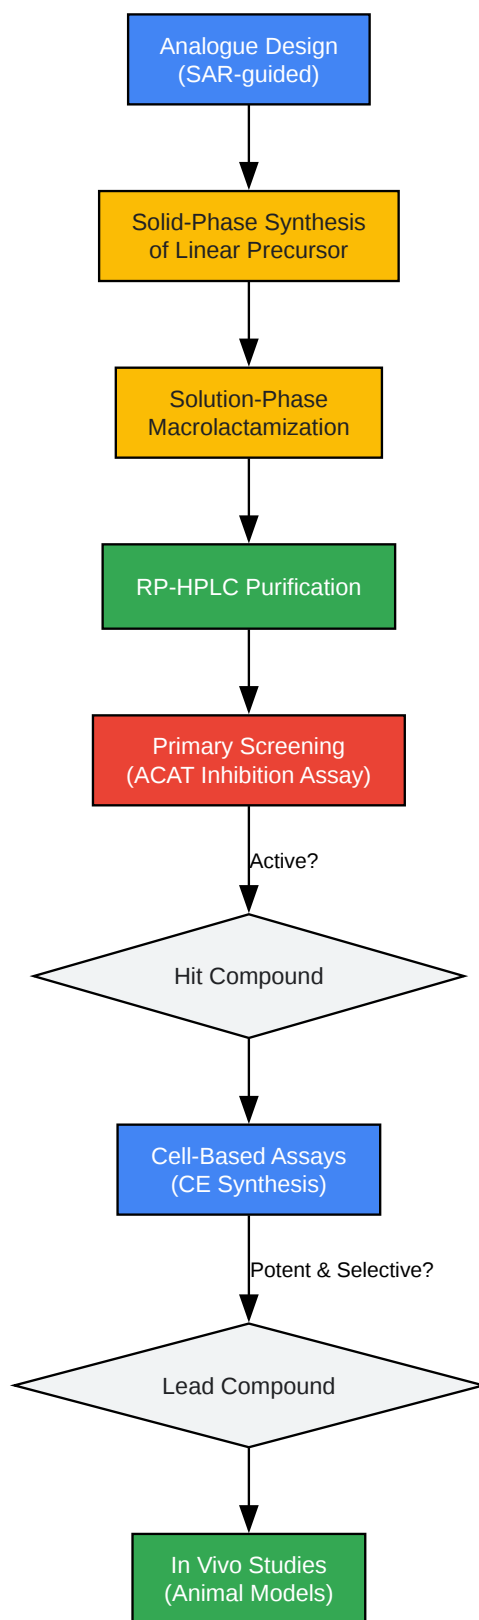 Analogue Design
(SAR-guided)
Solid-Phase Synthesis
of Linear Precursor
Solution-Phase
Macrolactamization
RP-HPLC Purification
Primary Screening
(ACAT Inhibition Assay)
Active?
Hit Compound
Cell-Based Assays
(CE Synthesis)
Potent & Selective?
Lead Compound
In Vivo Studies
(Animal Models)